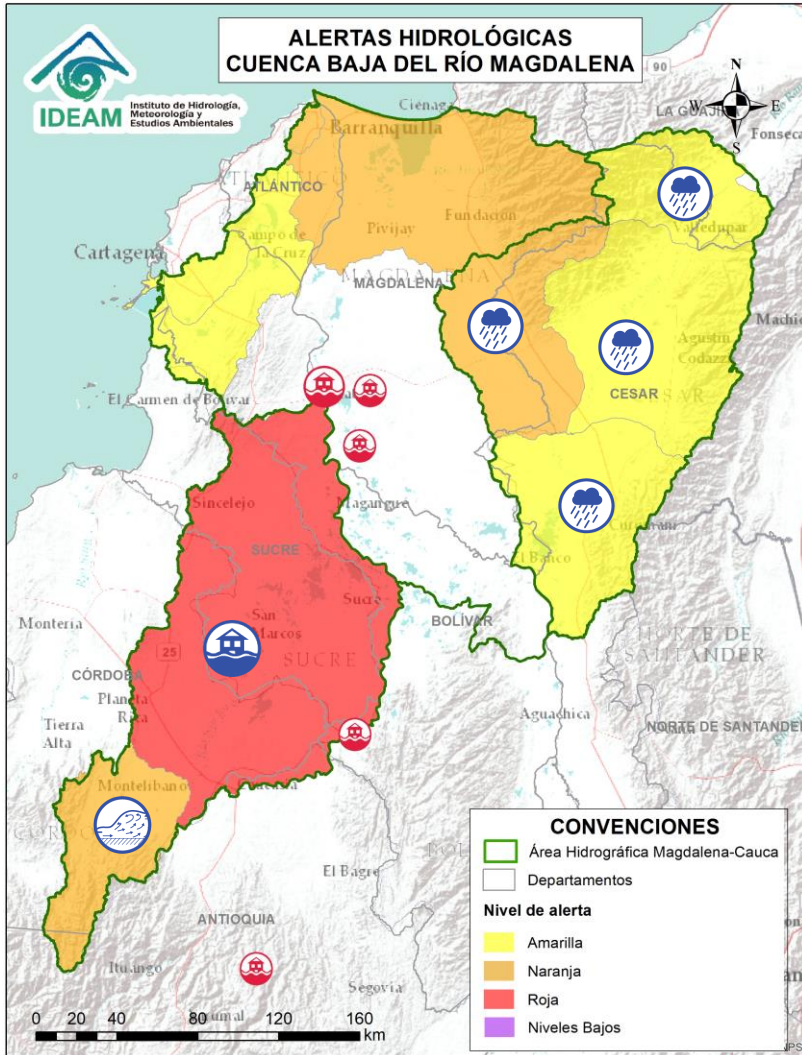 ALERTAS HIDROLÓGICAS
CUENCA BAJA DEL RÍO MAGDALENA
IDEAM
Instituto de Hidrología,
Meteorología y
Estudios Ambientales
90
N
W
E
S
Ciénaga
LA GUAJIRA
Fonseca
Barranquilla
ATLÁNTICO
Valledupar
Fundación
Pivijay
Campo de
la Cruz
Cartagena
MAGDALENA
MAGDALENA
Agustín
Codazzi
CESAR
El Carmen de Bolívar
Sincelejo
Magangué
El Banco
SUCRE
Sucre
San
Marcos
SUCRE
BOLÍVAR
Montería
25
CÓRDOBA
Planeta
Rica
Tierra
Alta
Aguachica
NORTE DE
SANTANDER
NORTE DE SANTANDER
Montelíbano
El Bagre
ANTIOQUIA
Ituango
Segovia
0 20 40 80 120 160
km
CONVENCIONES
Área Hidrográfica Magdalena-Cauca
Departamentos
Nivel de alerta
Amarilla
Naranja
Roja
Niveles Bajos